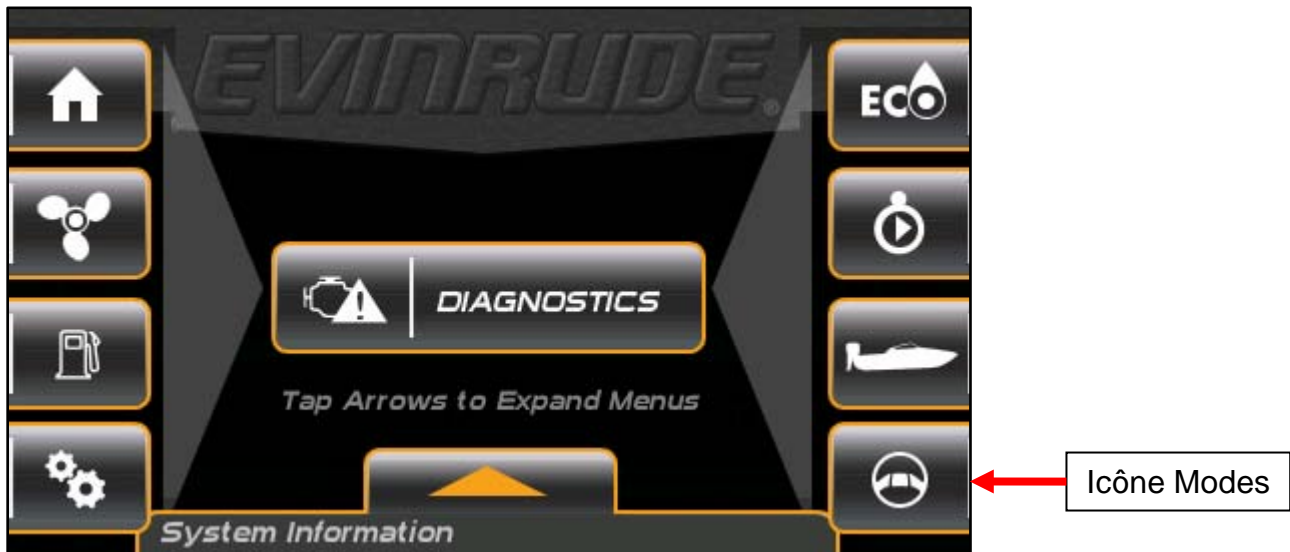 EVINRUDE®
ECO
DIAGNOSTICS
Tap Arrows to Expand Menus
Icône Modes
System Information